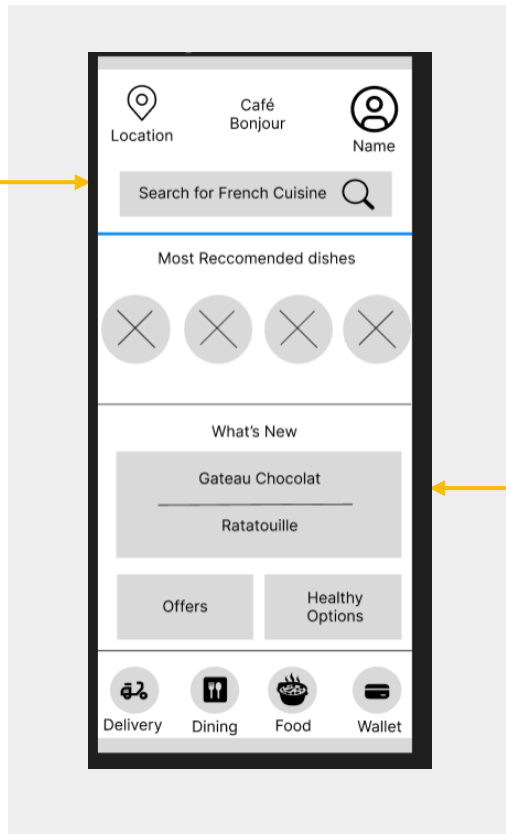 Location
Café
Bonjour
Name
Search for French Cuisine
Most Reccomended dishes
What's New
Gateau Chocolat
Ratatouille
Offers
Healthy
Options
Delivery
Dining
Food
Wallet